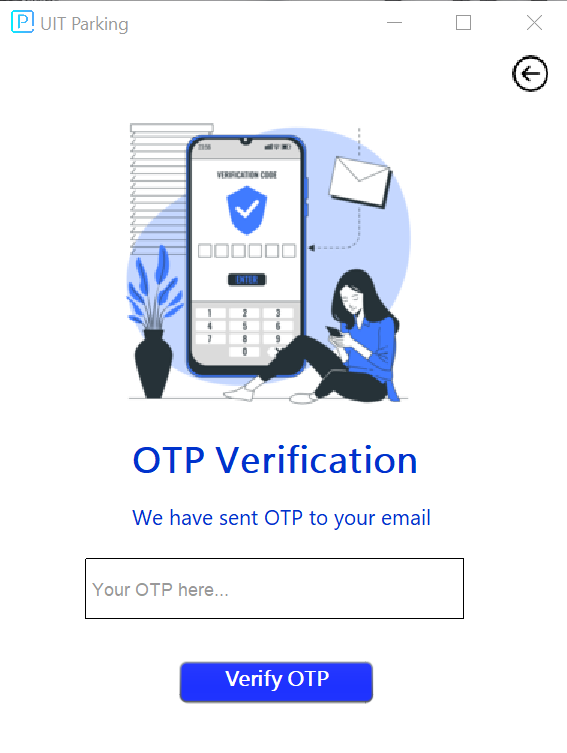 P UIT Parking
VERIFICATION CODE
ENTER
1 2 3
4 5 6
7 8 9
0
OTP Verification
We have sent OTP to your email
Your OTP here...
Verify OTP